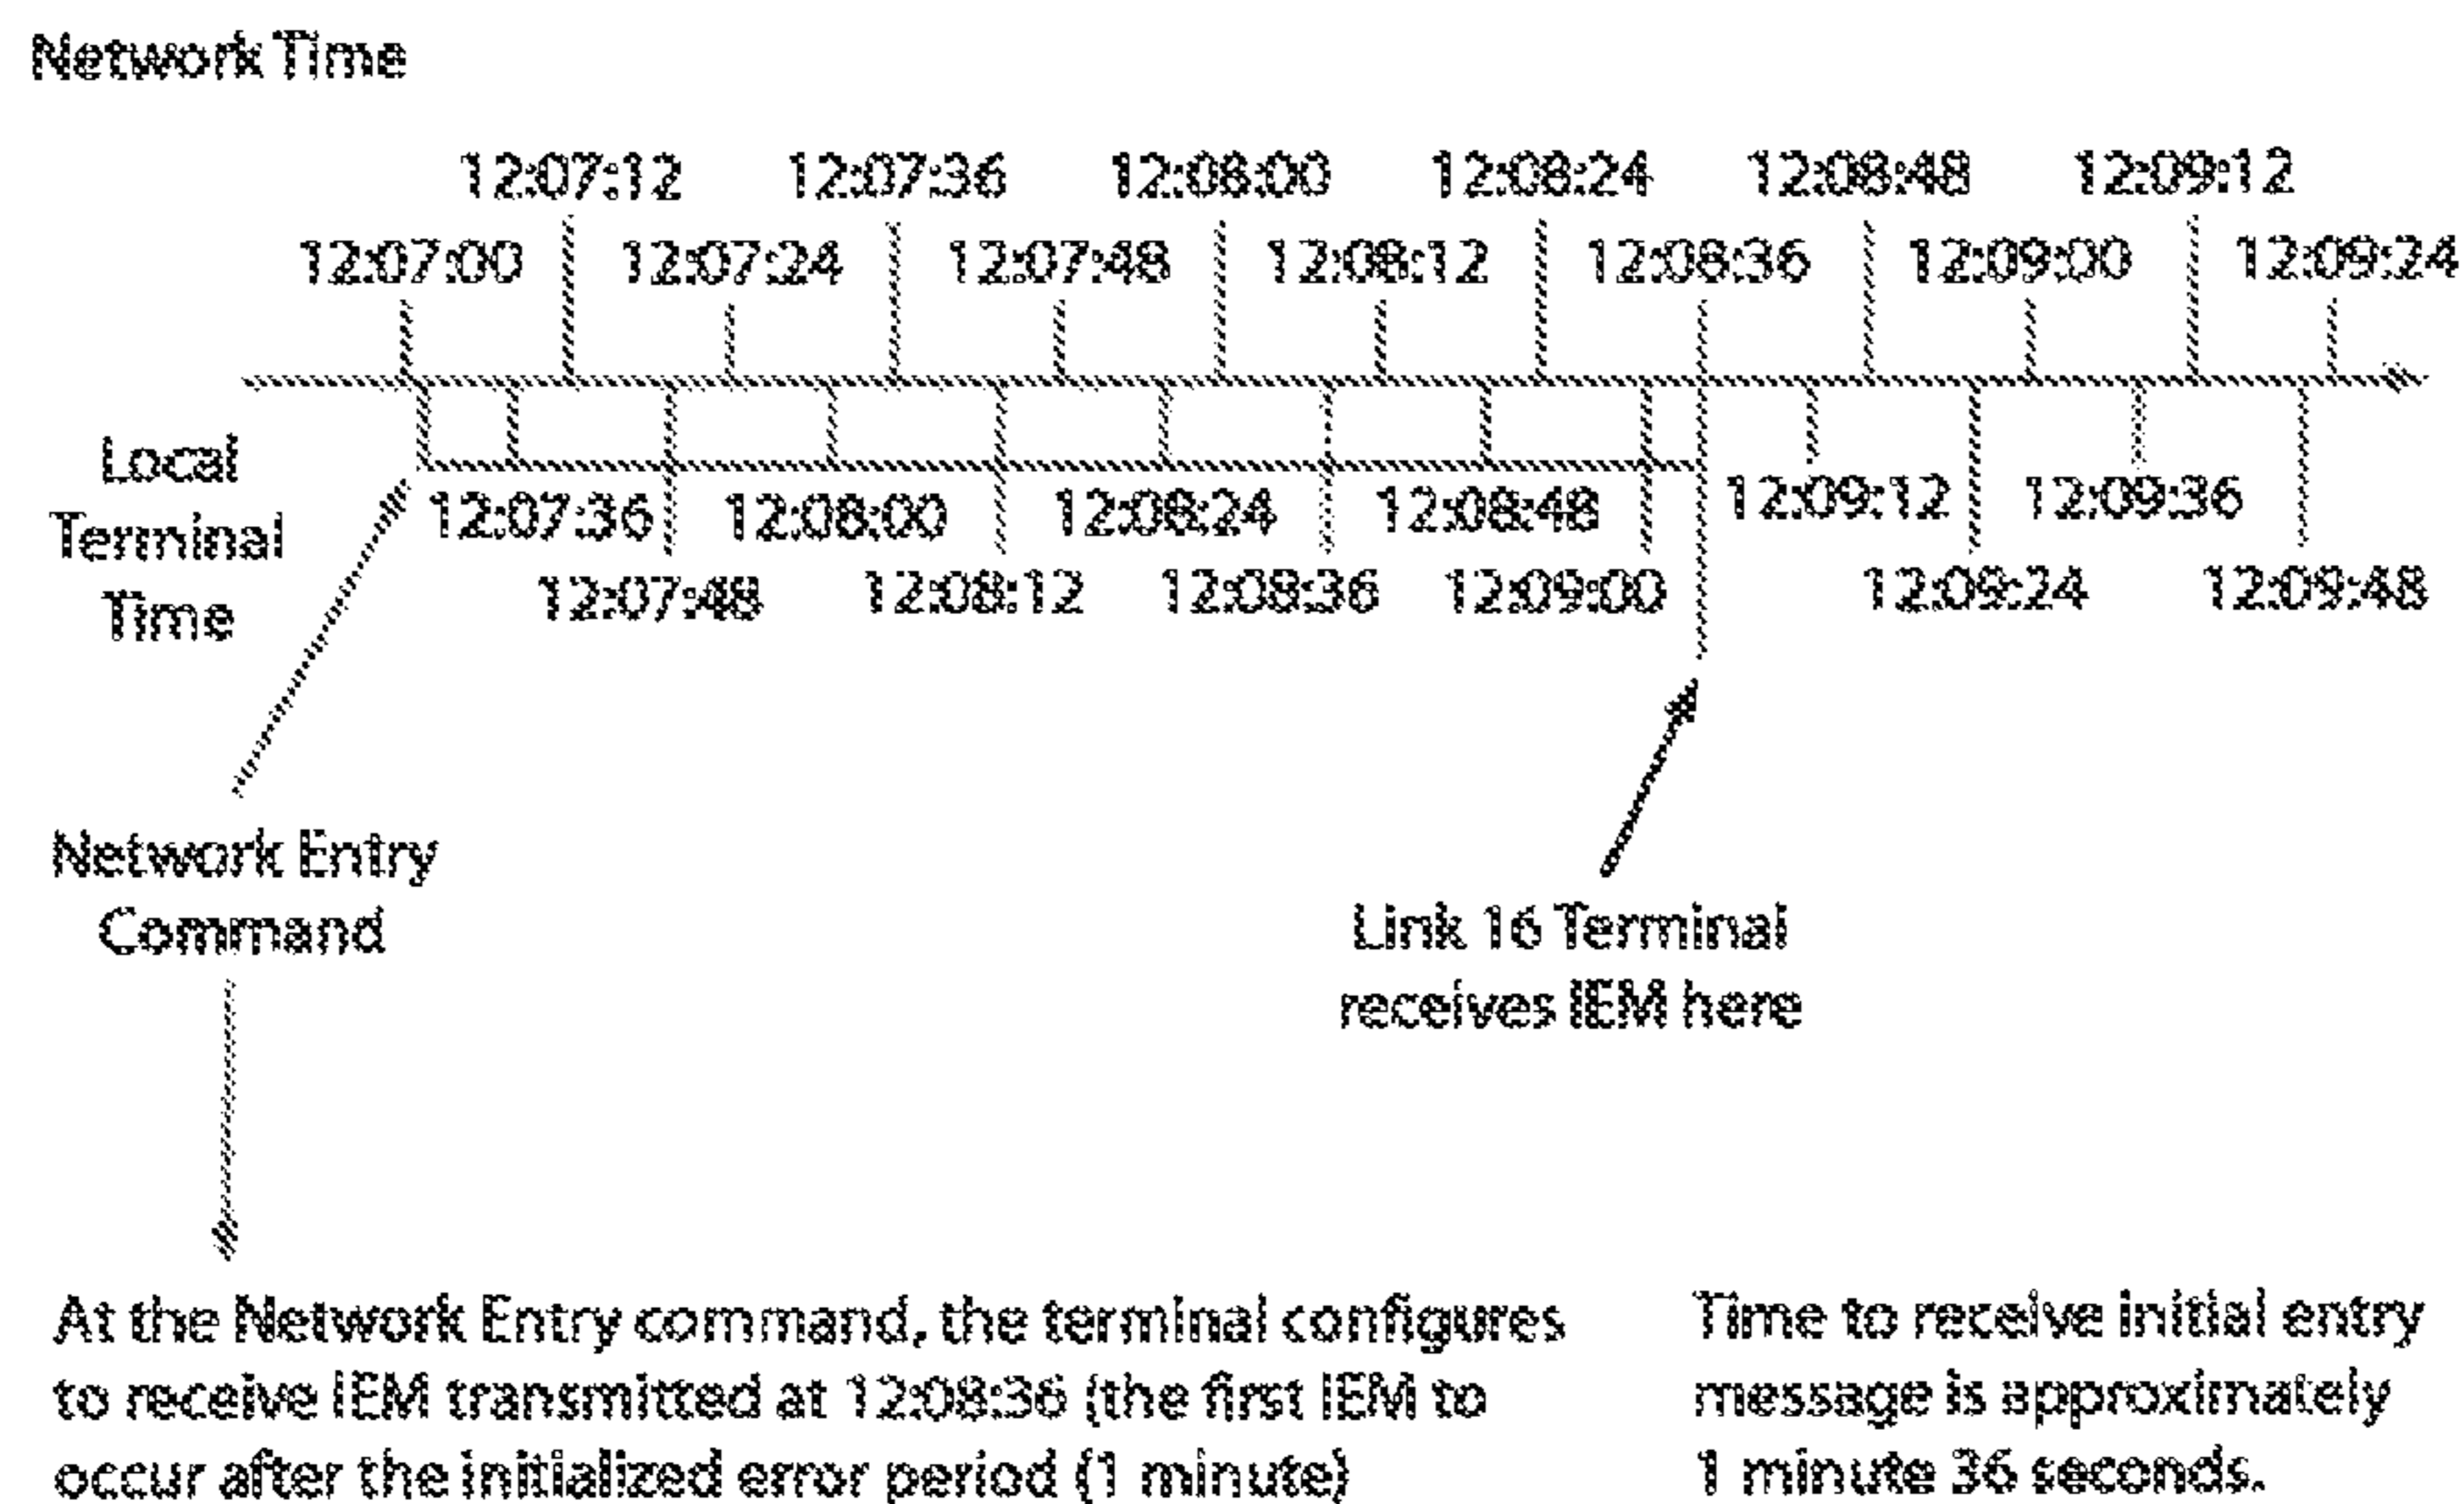 Network Time
12:07:12 12:07:36 12:08:00 12:08:24 12:08:48 12:09:12
12:07:00 12:07:24 12:07:48 12:08:12 12:08:36 12:09:00 12:09:24
Local
Terminal
Time
12:07:36 12:08:00 12:08:24 12:08:48 12:09:12 12:09:36
12:07:48 12:08:12 12:08:36 12:09:00 12:09:24 12:09:48
Network Entry
Command
Link 16 Terminal
receives IEM here
At the Network Entry command, the terminal configures
to receive IEM transmitted at 12:08:36 (the first IEM to
occur after the initialized error period (1 minute)
Time to receive initial entry
message is approximately
1 minute 36 seconds.